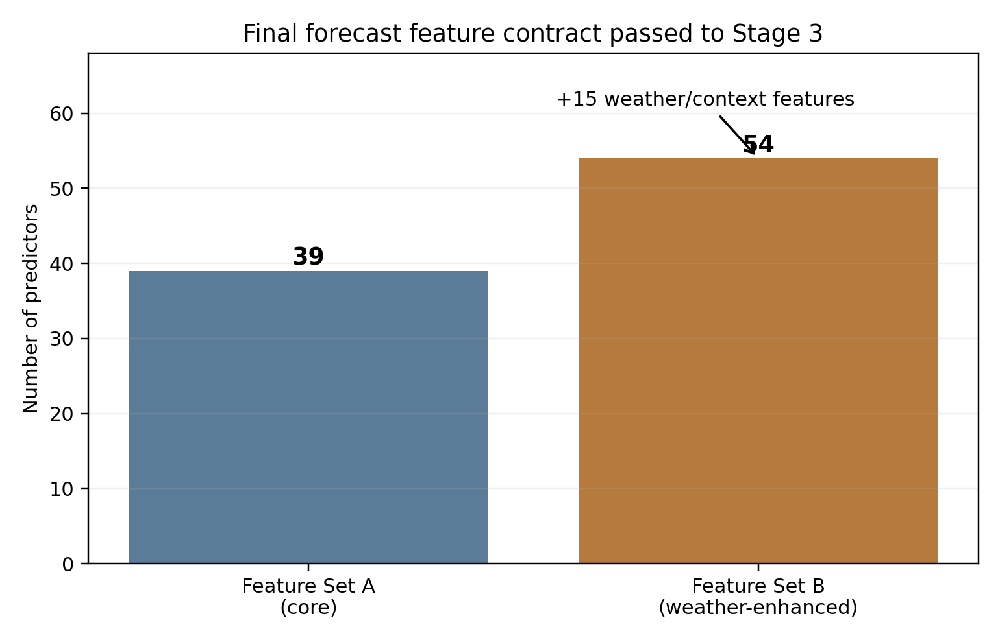 Final forecast feature contract passed to Stage 3
+15 weather/context features
54
39
60
50
40
30
20
10
0
Number of predictors
Feature Set A
(core)
Feature Set B
(weather-enhanced)